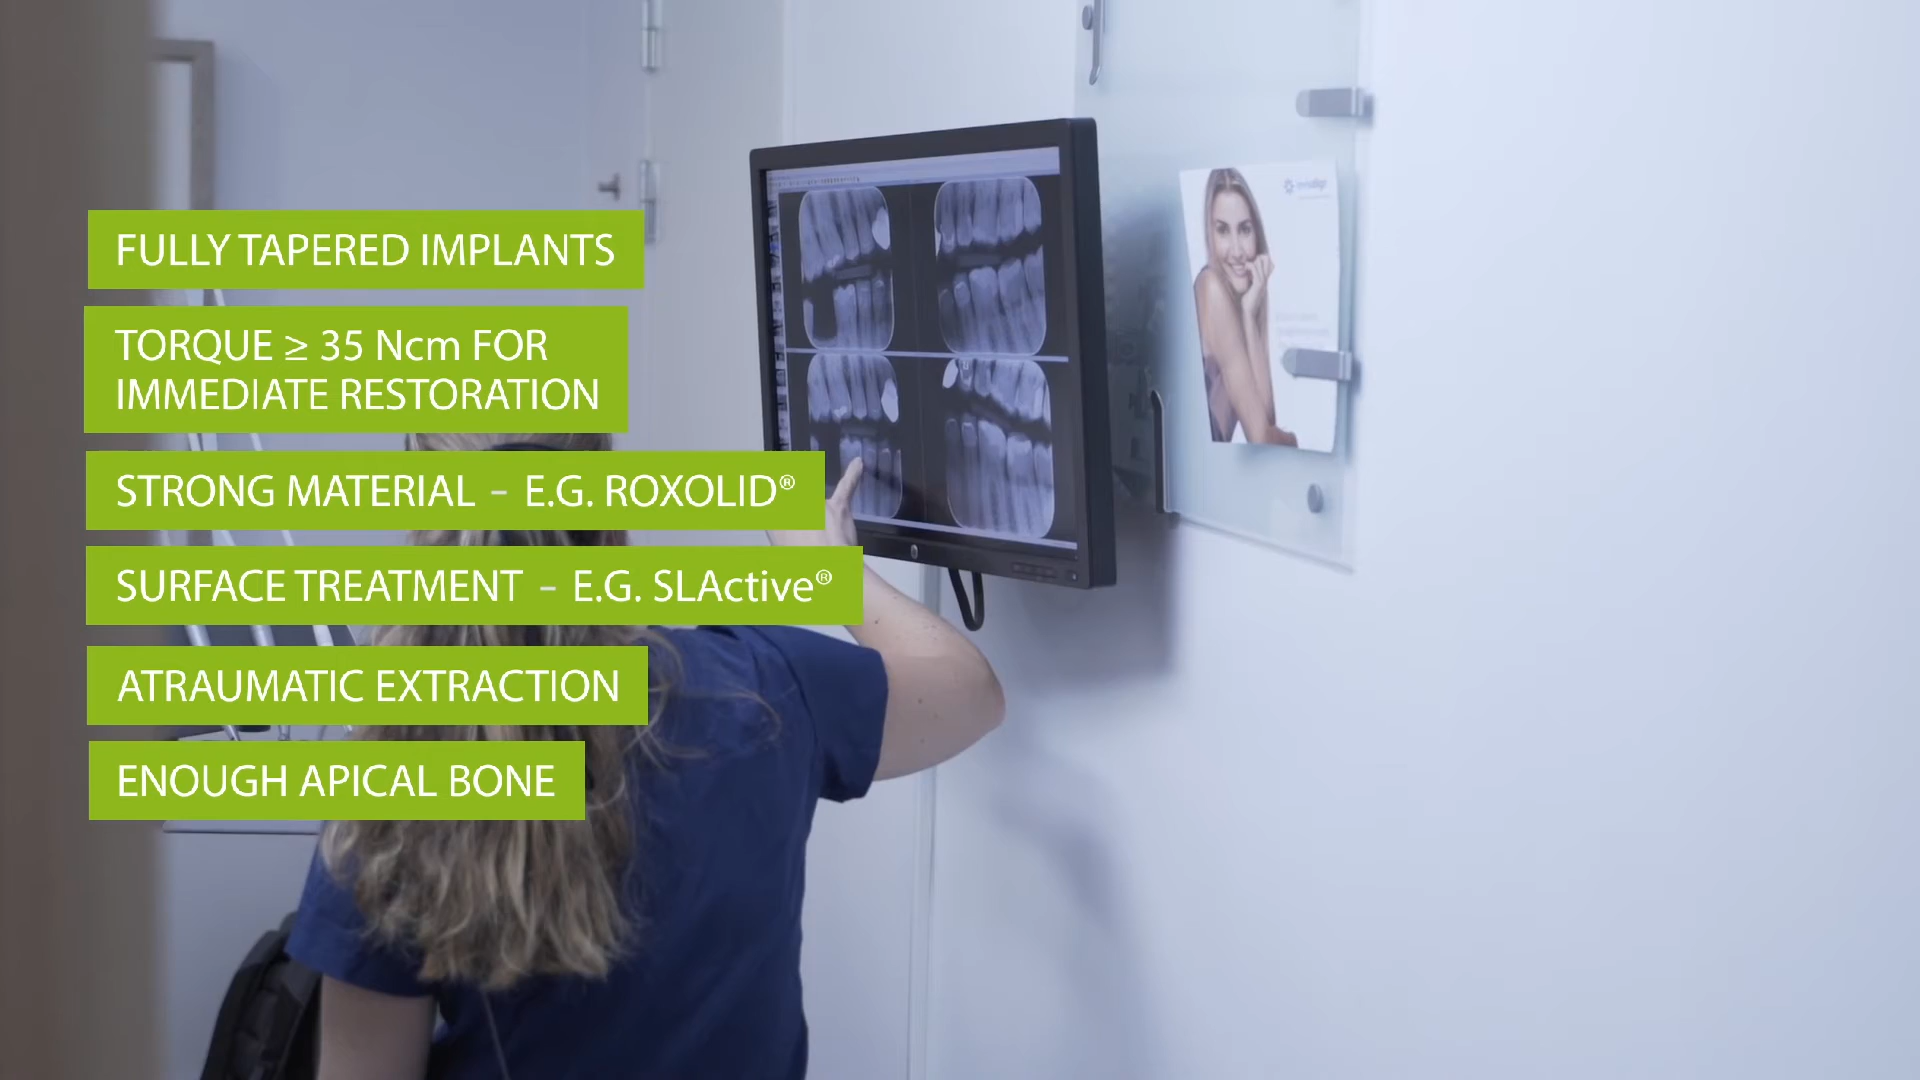 FULLY TAPERED IMPLANTS
TORQUE ≥ 35 Ncm FOR
IMMEDIATE RESTORATION
STRONG MATERIAL - E.G. ROXOLID®
SURFACE TREATMENT - E.G. SLActive®
ATRAUMATIC EXTRACTION
ENOUGH APICAL BONE